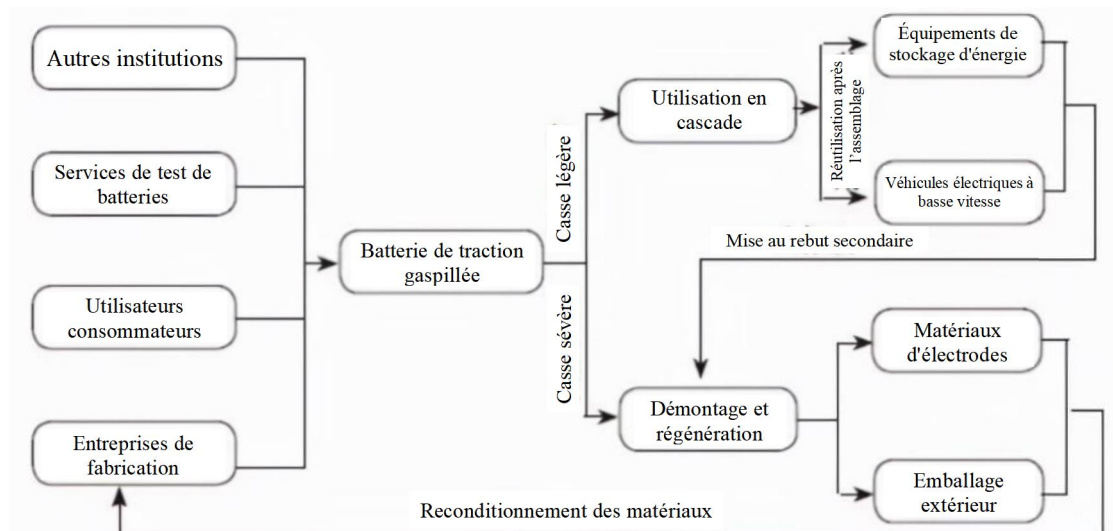 Autres institutions
Services de test de
batteries
Utilisateurs
consommateurs
Entreprises de
fabrication
Batterie de traction
gaspillée
Casse légère
Casse sévère
Utilisation en
cascade
Réutilisation après
l'assemblage
Équipements de
stockage d'énergie
Véhicules électriques à
basse vitesse
Mise au rebut secondaire
Démontage et
régénération
Matériaux
d'électrodes
Emballage
extérieur
Reconditionnement des matériaux